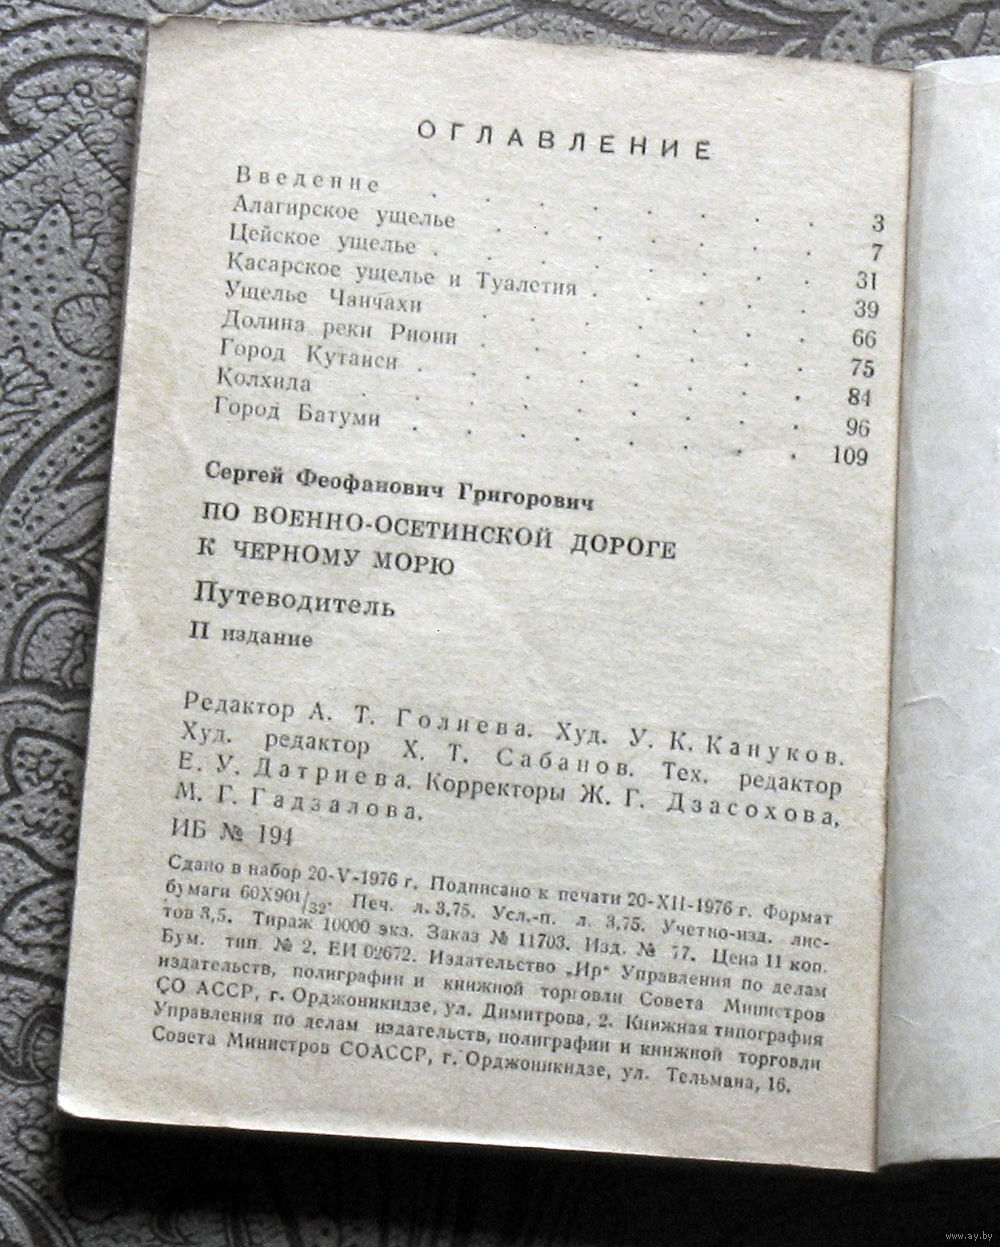 ОГЛАВЛЕНИЕ
Введение . . . . . . . . 3
Алагирское ущелье . . . . . . . 7
Цейское ущелье . . . . . . . . 31
Касарское ущелье и Туалетия . . . . . 39
Ущелье Чанчахи . . . . . . . 66
Долина реки Риони . . . . . . . 75
Город Кутаиси . . . . . . . . 84
Колхида . . . . . . . . . 96
Город Батуми . . . . . . . . 109
Сергей Феофанович Григорович
ПО ВОЕННО-ОСЕТИНСКОЙ ДОРОГЕ
К ЧЕРНОМУ МОРЮ
Путеводитель
II издание
Редактор А. Т. Голиева. Худ. У. К. Кануков.
Худ. редактор Х. Т. Сабанов. Тех. редактор
Е. У. Датриева. Корректоры Ж. Г. Дзасохова,
М. Г. Гадзалова.
ИБ № 194
Сдано в набор 20-V-1976 г. Подписано к печати 20-XII-1976 г. Формат
бумаги 60X90 1/32. Печ. л. 3,75. Усл.-п. л. 3,75. Учетно-изд. лис-
тов 3,5. Тираж 10000 экз. Заказ № 11703. Изд. № 77. Цена 11 коп.
Бум. тип. № 2. ЕИ 02672. Издательство „Ир“ Управления по делам
издательств, полиграфии и книжной торговли Совета Министров
СО АССР, г. Орджоникидзе, ул. Димитрова, 2. Книжная типография
Управления по делам издательств, полиграфии и книжной торговли
Совета Министров СОАССР, г. Орджоникидзе, ул. Тельмана, 16.
www.ay.by